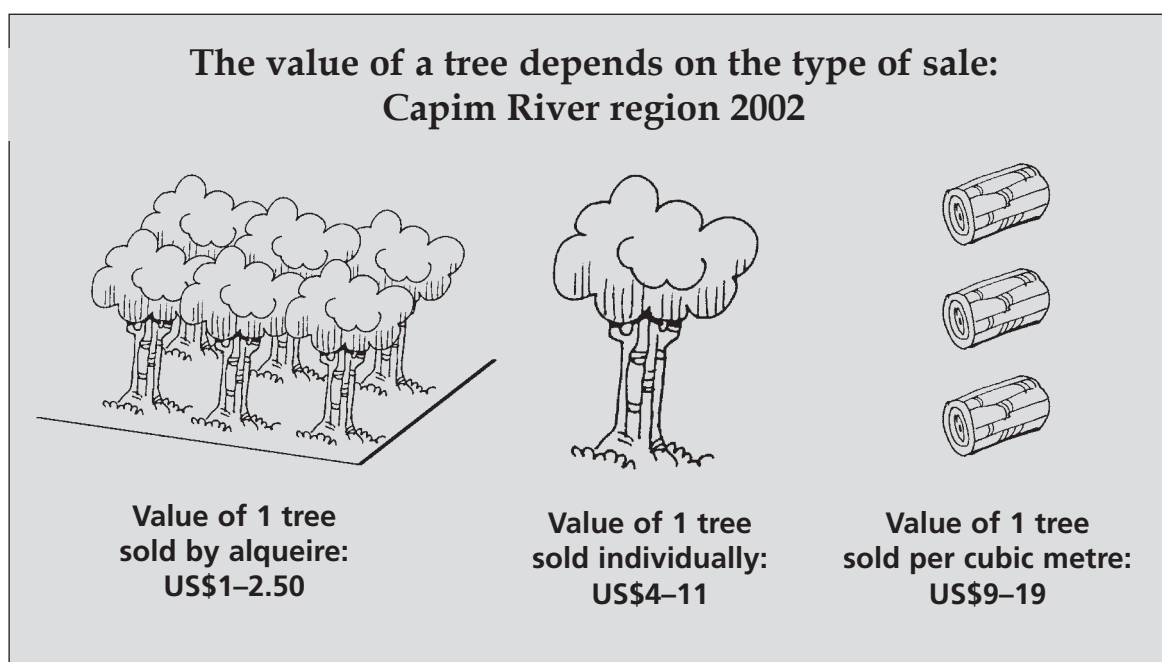 The value of a tree depends on the type of sale:
Capim River region 2002
Value of 1 tree
sold by alqueire:
US$1–2.50
Value of 1 tree
sold individually:
US$4–11
Value of 1 tree
sold per cubic metre:
US$9–19